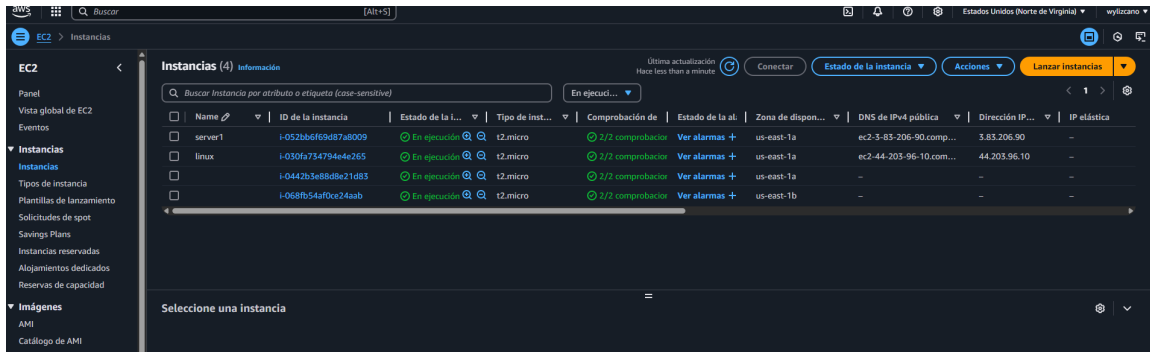 aws
Buscar
[Alt+S]
Estados Unidos (Norte de Virginia)
wylizcano
EC2 > Instancias
EC2
Panel
Vista global de EC2
Eventos
Instancias
Instancias
Tipos de instancia
Plantillas de lanzamiento
Solicitudes de spot
Savings Plans
Instancias reservadas
Alojamientos dedicados
Reservas de capacidad
Imágenes
AMI
Catálogo de AMI
Instancias (4) Información
Última actualización
Hace less than a minute
Conectar
Estado de la instancia
Acciones
Lanzar instancias
Buscar Instancia por atributo o etiqueta (case-sensitive)
En ejecuci...
1
Name ID de la instancia Estado de la i... Tipo de inst... Comprobación de Estado de la al Zona de dispon... DNS de IPv4 pública Dirección IP... IP elástica
server1 i-052bb6f69d87a8009 En ejecución t2.micro 2/2 comprobacior Ver alarmas + us-east-1a ec2-3-83-206-90.comp... 3.83.206.90 –
linux i-030fa734794e4e265 En ejecución t2.micro 2/2 comprobacior Ver alarmas + us-east-1a ec2-44-203-96-10.com... 44.203.96.10 –
i-0442b3e88d8e21d83 En ejecución t2.micro 2/2 comprobacior Ver alarmas + us-east-1a – – –
i-068fb54af0ce24aab En ejecución t2.micro 2/2 comprobacior Ver alarmas + us-east-1b – – –
Seleccione una instancia